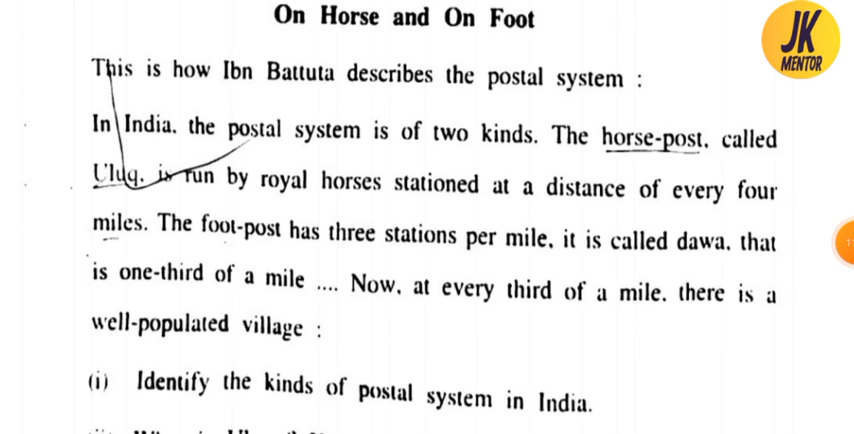 On Horse and On Foot
JK
MENTOR
This is how Ibn Battuta describes the postal system :
In India, the postal system is of two kinds. The horse-post, called
Uluq, is run by royal horses stationed at a distance of every four
miles. The foot-post has three stations per mile, it is called dawa, that
is one-third of a mile .... Now, at every third of a mile, there is a
well-populated village :
(i) Identify the kinds of postal system in India.